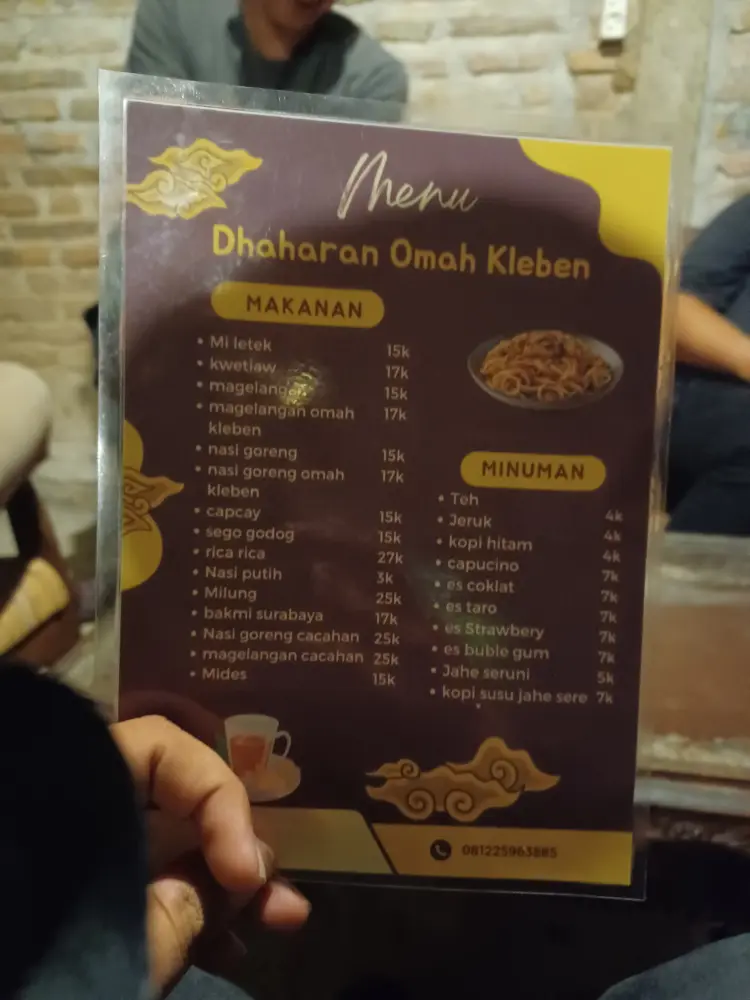 Menu
Dhaharan Omah Kleben
MAKANAN
• Mi letek 15k
• kwetiaw 17k
• magelangan 15k
• magelangan omah 17k
kleben
• nasi goreng 15k
• nasi goreng omah 17k
kleben
• capcay 15k
• sego godog 15k
• rica rica 27k
• Nasi putih 3k
• Milung 25k
• bakmi surabaya 17k
• Nasi goreng cacahan 25k
• magelangan cacahan 25k
• Mides 15k
MINUMAN
• Teh 4k
• Jeruk 4k
• kopi hitam 4k
• capucino 7k
• es coklat 7k
• es taro 7k
• es Strawbery 7k
• es buble gum 7k
• Jahe seruni 5k
• kopi susu jahe sere 7k
081225963885